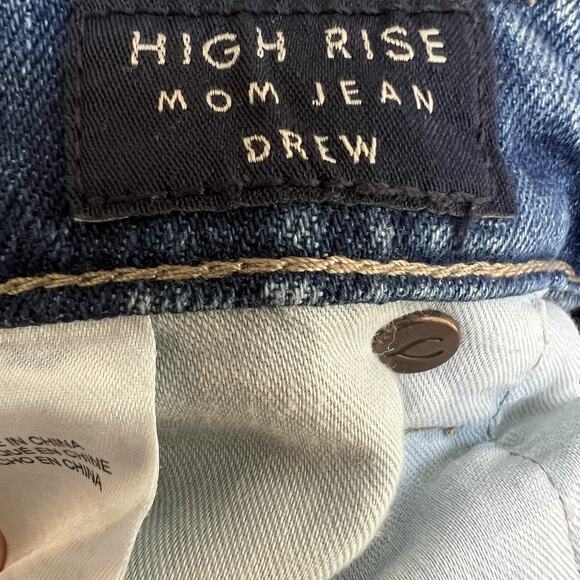 HIGH RISE
MOM JEAN
DREW
IN CHINA
EN CHINE
EN CHINA